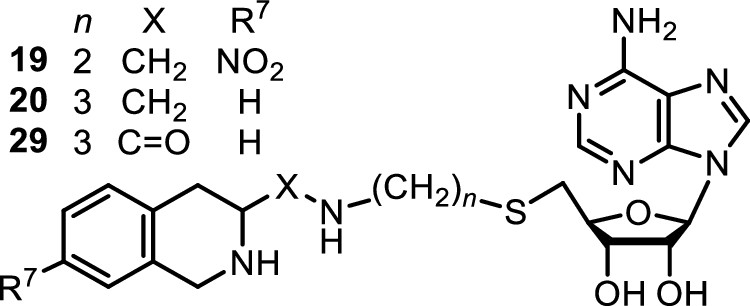 n X R⁷
19 2 CH₂ NO₂
20 3 CH₂ H
29 3 C=O H
NH₂
N N
N N
X N H (CH₂)n S O
NH
R⁷
OH OH